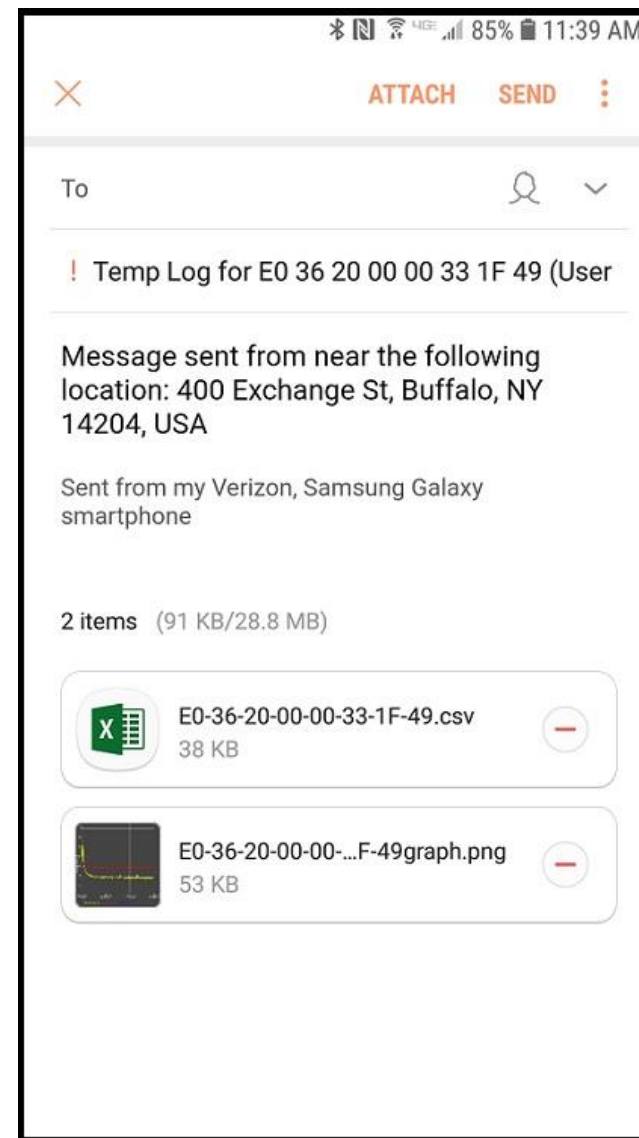 85% 11:39 AM
ATTACH SEND
To
! Temp Log for E0 36 20 00 00 33 1F 49 (User
Message sent from near the following
location: 400 Exchange St, Buffalo, NY
14204, USA
Sent from my Verizon, Samsung Galaxy
smartphone
2 items (91 KB/28.8 MB)
E0-36-20-00-00-33-1F-49.csv
38 KB
E0-36-20-00-00-...F-49graph.png
53 KB